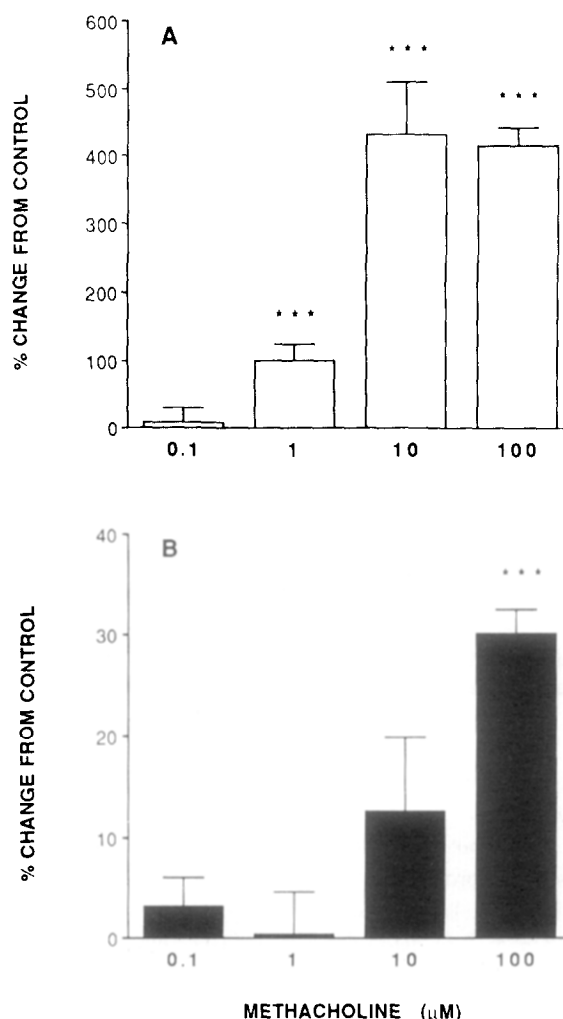 A
% CHANGE FROM CONTROL
600
500
400
300
200
100
0
* * *
* * *
* * *
0.1 1 10 100
B
% CHANGE FROM CONTROL
40
30
20
10
0
* * *
0.1 1 10 100
METHACHOLINE (µM)